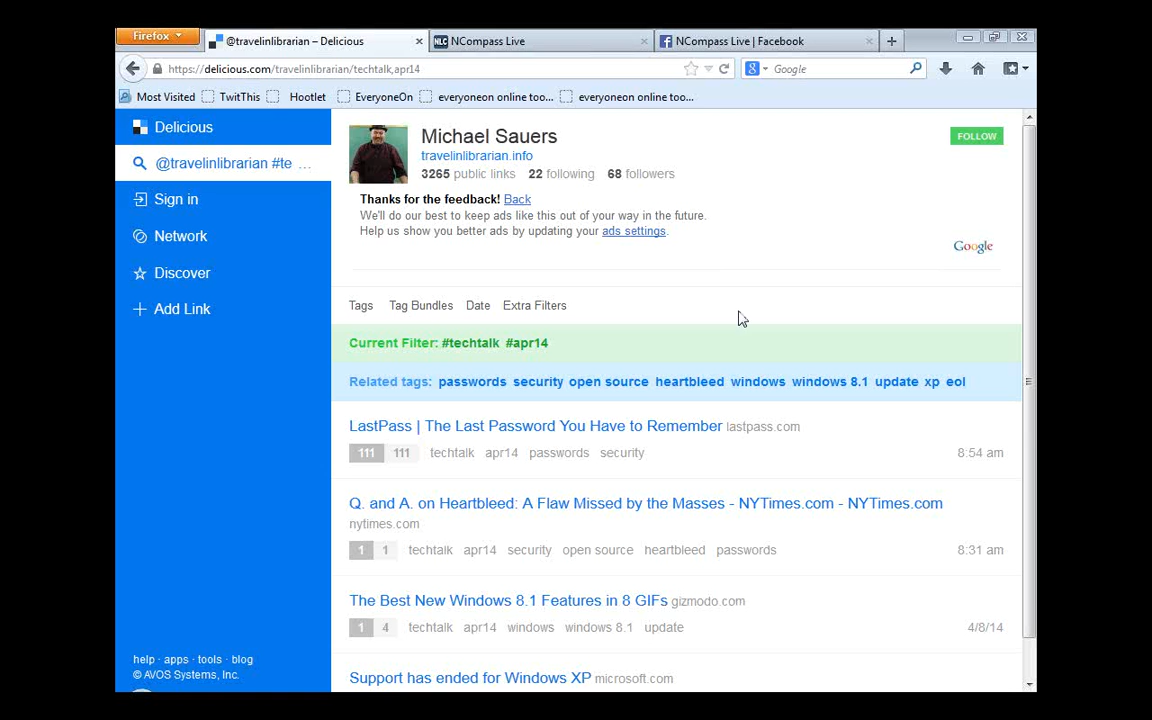 Firefox
@travelinlibrarian – Delicious
NCompass Live
NCompass Live | Facebook
https://delicious.com/travelinlibrarian/techtalk,apr14
Google
Most Visited
TwitThis
Hootlet
EveryoneOn
everyoneon online too...
everyoneon online too...
Delicious
@travelinlibrarian #te ...
Sign in
Network
Discover
Add Link
help · apps · tools · blog
© AVOS Systems, Inc.
Michael Sauers
FOLLOW
travelinlibrarian.info
3265 public links 22 following 68 followers
Thanks for the feedback! Back
We'll do our best to keep ads like this out of your way in the future.
Help us show you better ads by updating your ads settings.
Google
Tags Tag Bundles Date Extra Filters
Current Filter: #techtalk #apr14
Related tags: passwords security open source heartbleed windows windows 8.1 update xp eol
LastPass | The Last Password You Have to Remember lastpass.com
111 111 techtalk apr14 passwords security 8:54 am
Q. and A. on Heartbleed: A Flaw Missed by the Masses - NYTimes.com - NYTimes.com
nytimes.com
1 1 techtalk apr14 security open source heartbleed passwords 8:31 am
The Best New Windows 8.1 Features in 8 GIFs gizmodo.com
1 4 techtalk apr14 windows windows 8.1 update 4/8/14
Support has ended for Windows XP microsoft.com